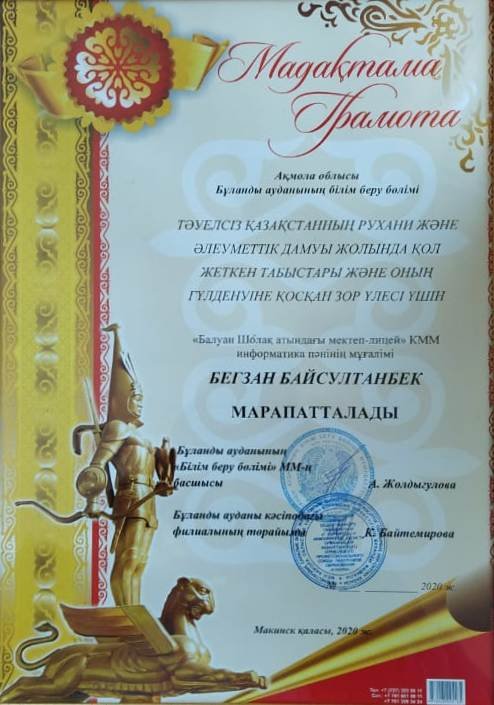 Мадақтама
Грамота
Ақмола облысы
Бұланды ауданының білім беру бөлімі
ТӘУЕЛСІЗ ҚАЗАҚСТАННЫҢ РУХАНИ ЖӘНЕ
ӘЛЕУМЕТТІК ДАМУЫ ЖОЛЫНДА ҚОЛ
ЖЕТКЕН ТАБЫСТАРЫ ЖӘНЕ ОНЫҢ
ГҮЛДЕНУІНЕ ҚОСҚАН ЗОР ҮЛЕСІ ҮШІН
«Балуан Шолақ атындағы мектеп-лицей» КММ
информатика пәнінің мұғалімі
БЕГЗАН БАЙСУЛТАНБЕК
МАРАПАТТАЛАДЫ
Бұланды ауданының
«Білім беру бөлімі» ММ-ң
басшысы А. Жолдыгулова
Бұланды ауданы кәсіподағы
филиалының төрайымы К. Байтемирова
2020 ж.
Макинск қаласы, 2020 ж.